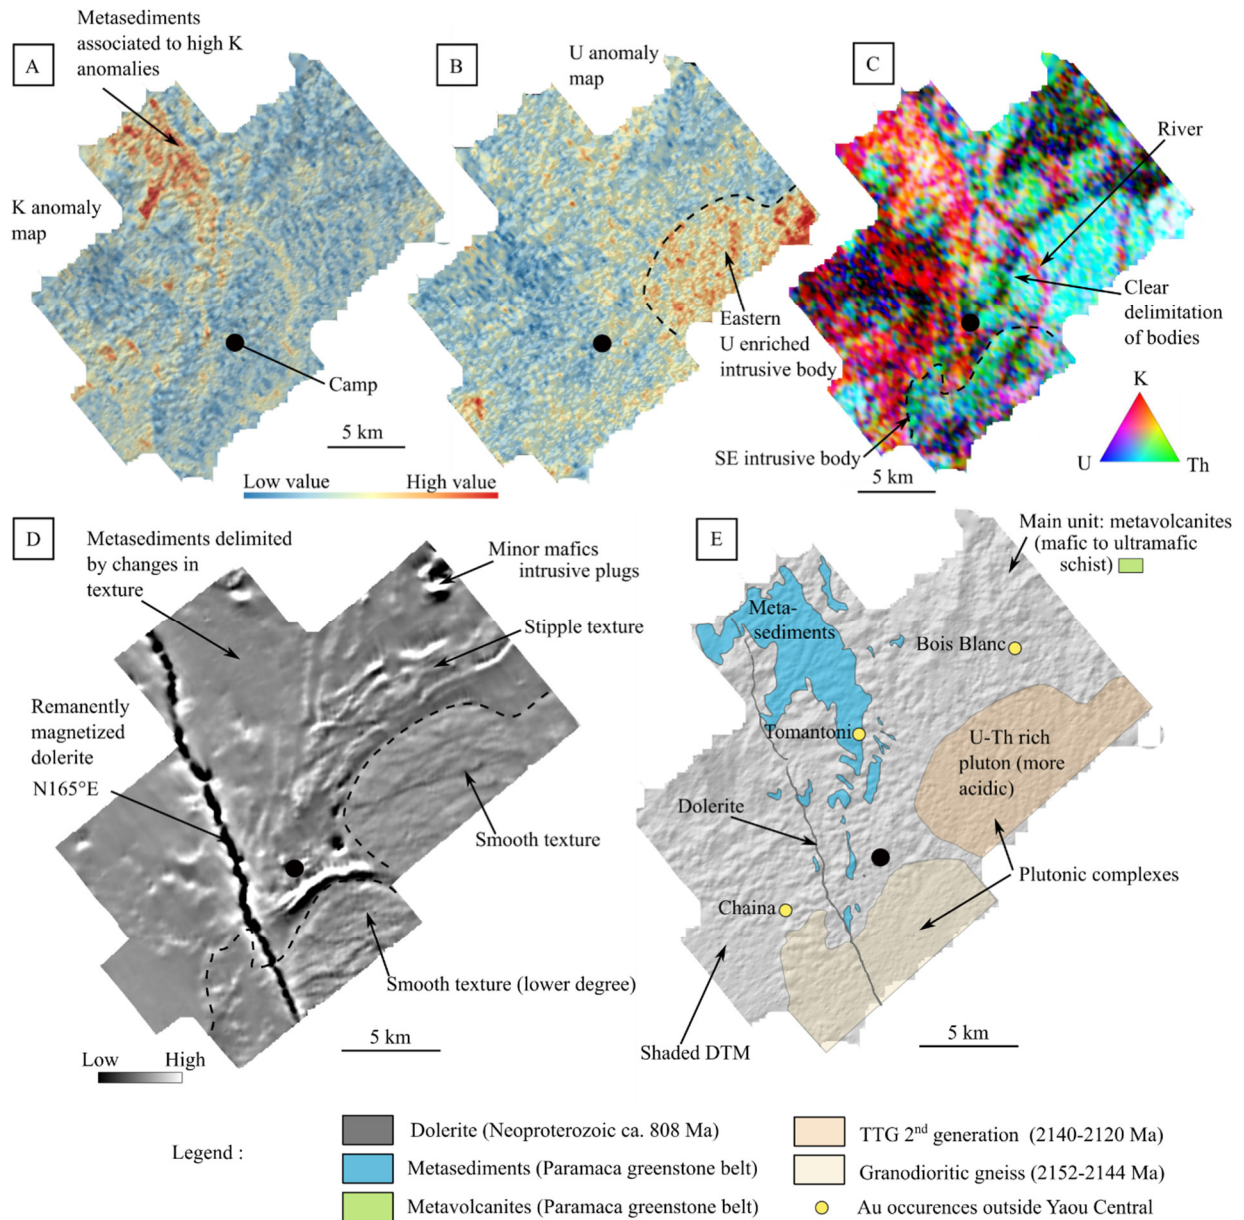 Metasediments
associated to high K
anomalies
A
K anomaly
map
Camp
5 km
Low value
High value
B
U anomaly
map
Eastern
U enriched
intrusive body
C
River
Clear
delimitation
of bodies
SE intrusive body
5 km
K
U
Th
D
Metasediments delimited
by changes in
texture
Minor mafics
intrusive plugs
Stipple texture
Remanently
magnetized
dolerite
N165°E
Smooth texture
Smooth texture (lower degree)
5 km
Low
High
E
Main unit: metavolcanites
(mafic to ultramafic
schist)
Meta-
sediments
Bois Blanc
Tomantoni
U-Th rich
pluton (more
acidic)
Dolerite
Plutonic complexes
Chaina
Shaded DTM
5 km
Legend :
Dolerite (Neoproterozoic ca. 808 Ma)
Metasediments (Paramaca greenstone belt)
Metavolcanites (Paramaca greenstone belt)
TTG 2nd generation (2140-2120 Ma)
Granodioritic gneiss (2152-2144 Ma)
Au occurences outside Yaou Central